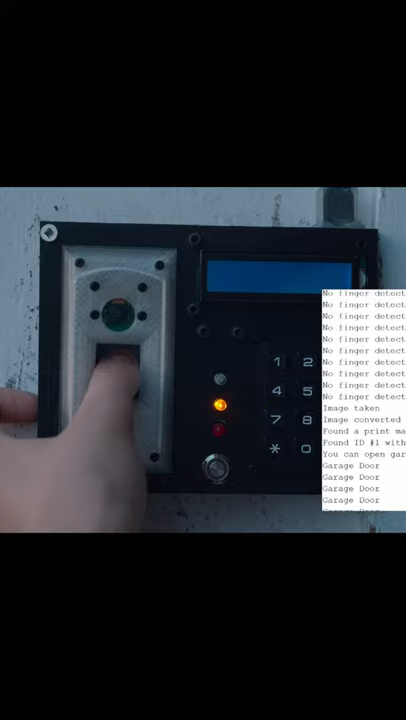 1 2
4 5
7 8
* 0
No finger detect
No finger detect
No finger detect
No finger detect
No finger detect
No finger detect
No finger detect
No finger detect
No finger detect
No finger detect
Image taken
Image converted
Found a print ma
Found ID #1 with
You can open gar
Garage Door
Garage Door
Garage Door
Garage Door
Garage Door